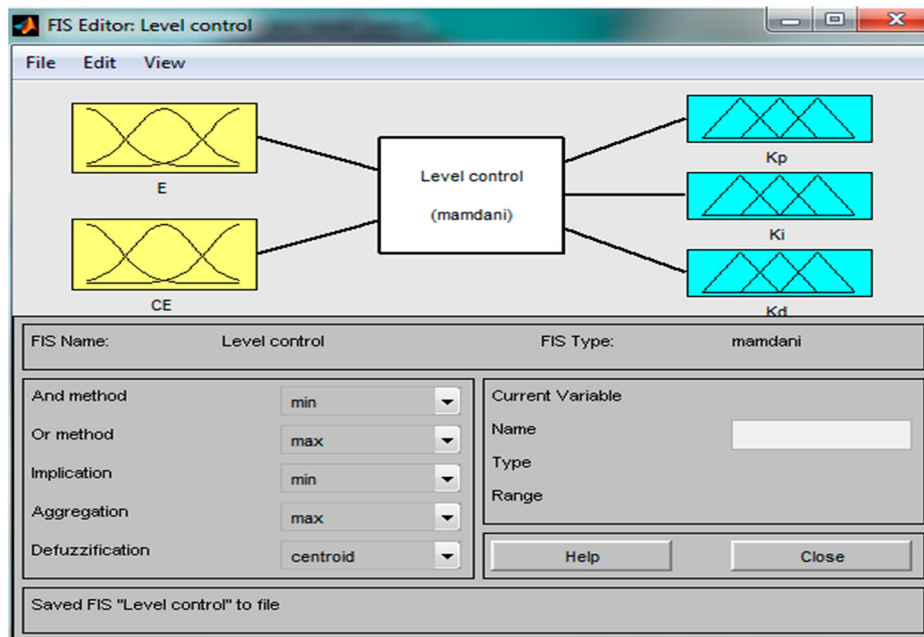 FIS Editor: Level control
File Edit View
E
CE
Level control
(mamdani)
Kp
Ki
Kd
FIS Name: Level control FIS Type: mamdani
And method min
Or method max
Implication min
Aggregation max
Defuzzification centroid
Current Variable
Name
Type
Range
Help Close
Saved FIS "Level control" to file